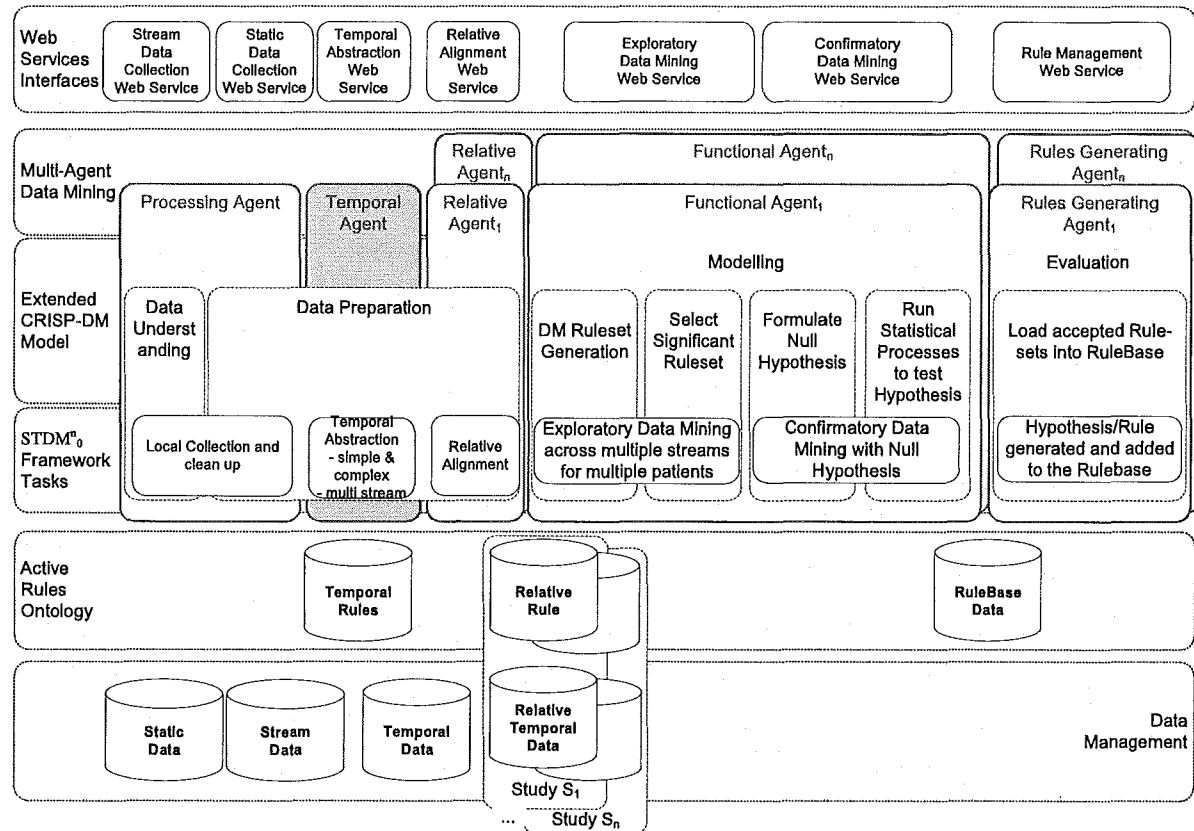 Web
Services
Interfaces
Stream
Data
Collection
Web Service
Static
Data
Collection
Web Service
Temporal
Abstraction
Web
Service
Relative
Alignment
Web
Service
Exploratory
Data Mining
Web Service
Confirmatory
Data Mining
Web Service
Rule Management
Web Service
Multi-Agent
Data Mining
Relative
Agentn
Functional Agentn
Rules Generating
Agentn
Processing Agent
Temporal
Agent
Relative
Agent1
Functional Agent1
Rules Generating
Agent1
Modelling
Evaluation
Extended
CRISP-DM
Model
Data
Underst
anding
Data Preparation
DM Ruleset
Generation
Select
Significant
Ruleset
Formulate
Null
Hypothesis
Run
Statistical
Processes
to test
Hypothesis
Load accepted Rule-
sets into RuleBase
STDMn0
Framework
Tasks
Local Collection and
clean up
Temporal
Abstraction
- simple &
complex
- multi stream
Relative
Alignment
Exploratory Data Mining
across multiple streams
for multiple patients
Confirmatory Data
Mining with Null
Hypothesis
Hypothesis/Rule
generated and added
to the Rulebase
Active
Rules
Ontology
Temporal
Rules
Relative
Rule
RuleBase
Data
Static
Data
Stream
Data
Temporal
Data
Relative
Temporal
Data
Data
Management
Study S1
... Study Sn